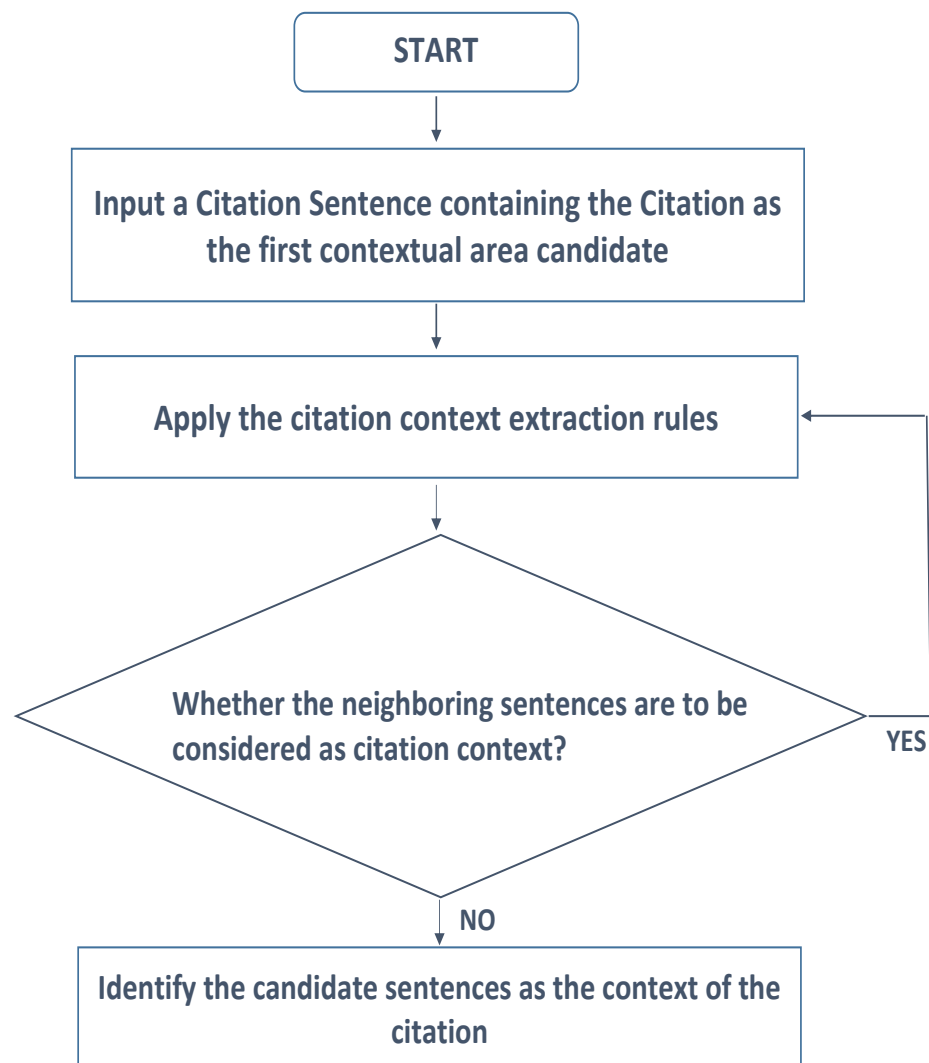 START
Input a Citation Sentence containing the Citation as
the first contextual area candidate
Apply the citation context extraction rules
Whether the neighboring sentences are to be
considered as citation context?
YES
NO
Identify the candidate sentences as the context of the
citation